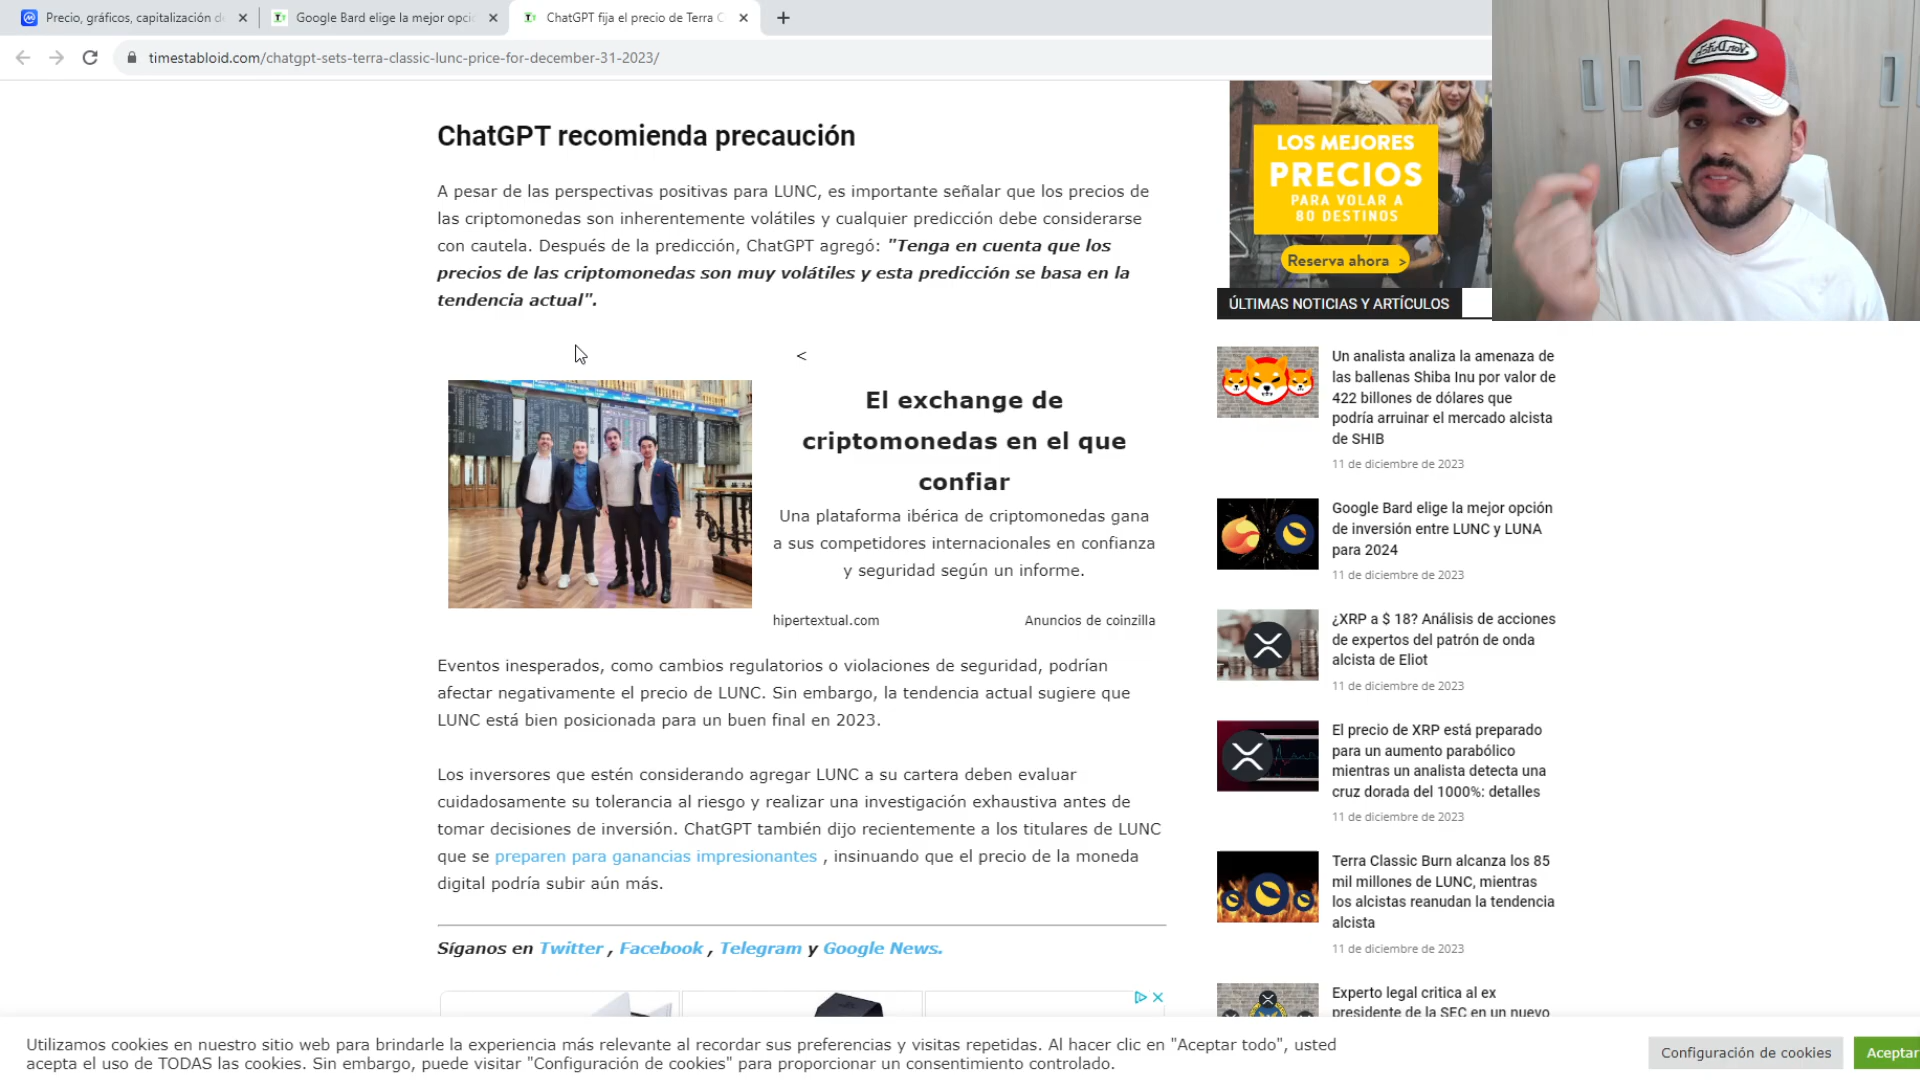 Precio, gráficos, capitalización d
Google Bard elige la mejor opci
ChatGPT fija el precio de Terra C
timestabloid.com/chatgpt-sets-terra-classic-lunc-price-for-december-31-2023/
ChatGPT recomienda precaución
A pesar de las perspectivas positivas para LUNC, es importante señalar que los precios de
las criptomonedas son inherentemente volátiles y cualquier predicción debe considerarse
con cautela. Después de la predicción, ChatGPT agregó: "Tenga en cuenta que los
precios de las criptomonedas son muy volátiles y esta predicción se basa en la
tendencia actual".
<
El exchange de
criptomonedas en el que
confiar
Una plataforma ibérica de criptomonedas gana
a sus competidores internacionales en confianza
y seguridad según un informe.
hipertextual.com
Anuncios de coinzilla
Eventos inesperados, como cambios regulatorios o violaciones de seguridad, podrían
afectar negativamente el precio de LUNC. Sin embargo, la tendencia actual sugiere que
LUNC está bien posicionada para un buen final en 2023.
Los inversores que estén considerando agregar LUNC a su cartera deben evaluar
cuidadosamente su tolerancia al riesgo y realizar una investigación exhaustiva antes de
tomar decisiones de inversión. ChatGPT también dijo recientemente a los titulares de LUNC
que se preparen para ganancias impresionantes , insinuando que el precio de la moneda
digital podría subir aún más.
Síganos en Twitter , Facebook , Telegram y Google News.
LOS MEJORES
PRECIOS
PARA VOLAR A
80 DESTINOS
Reserva ahora >
ÚLTIMAS NOTICIAS Y ARTÍCULOS
Un analista analiza la amenaza de
las ballenas Shiba Inu por valor de
422 billones de dólares que
podría arruinar el mercado alcista
de SHIB
11 de diciembre de 2023
Google Bard elige la mejor opción
de inversión entre LUNC y LUNA
para 2024
11 de diciembre de 2023
¿XRP a $ 18? Análisis de acciones
de expertos del patrón de onda
alcista de Eliot
11 de diciembre de 2023
El precio de XRP está preparado
para un aumento parabólico
mientras un analista detecta una
cruz dorada del 1000%: detalles
11 de diciembre de 2023
Terra Classic Burn alcanza los 85
mil millones de LUNC, mientras
los alcistas reanudan la tendencia
alcista
11 de diciembre de 2023
Experto legal critica al ex
presidente de la SEC en un nuevo
Utilizamos cookies en nuestro sitio web para brindarle la experiencia más relevante al recordar sus preferencias y visitas repetidas. Al hacer clic en "Aceptar todo", usted
acepta el uso de TODAS las cookies. Sin embargo, puede visitar "Configuración de cookies" para proporcionar un consentimiento controlado.
Configuración de cookies
Aceptar